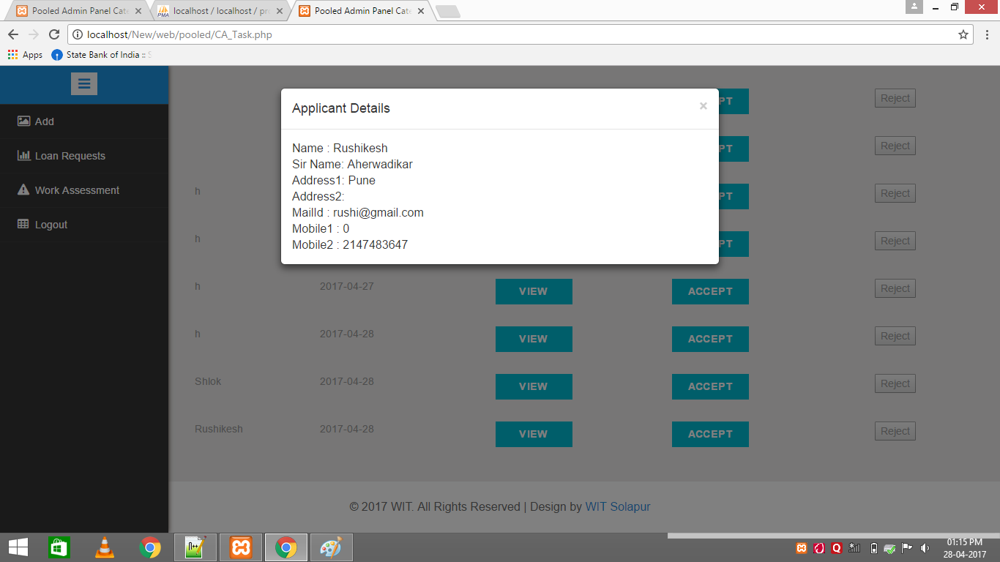 Pooled Admin Panel Cate
localhost / localhost / pr
Pooled Admin Panel Cate
localhost/New/web/pooled/CA_Task.php
Apps
State Bank of India ::
Add
Loan Requests
Work Assessment
Logout
Applicant Details
×
Name : Rushikesh
Sir Name: Aherwadikar
Address1: Pune
Address2:
MailId : rushi@gmail.com
Mobile1 : 0
Mobile2 : 2147483647
PT Reject
PT Reject
h PT Reject
h PT Reject
h 2017-04-27 VIEW ACCEPT Reject
h 2017-04-28 VIEW ACCEPT Reject
Shlok 2017-04-28 VIEW ACCEPT Reject
Rushikesh 2017-04-28 VIEW ACCEPT Reject
© 2017 WIT. All Rights Reserved | Design by WIT Solapur
01:15 PM
28-04-2017